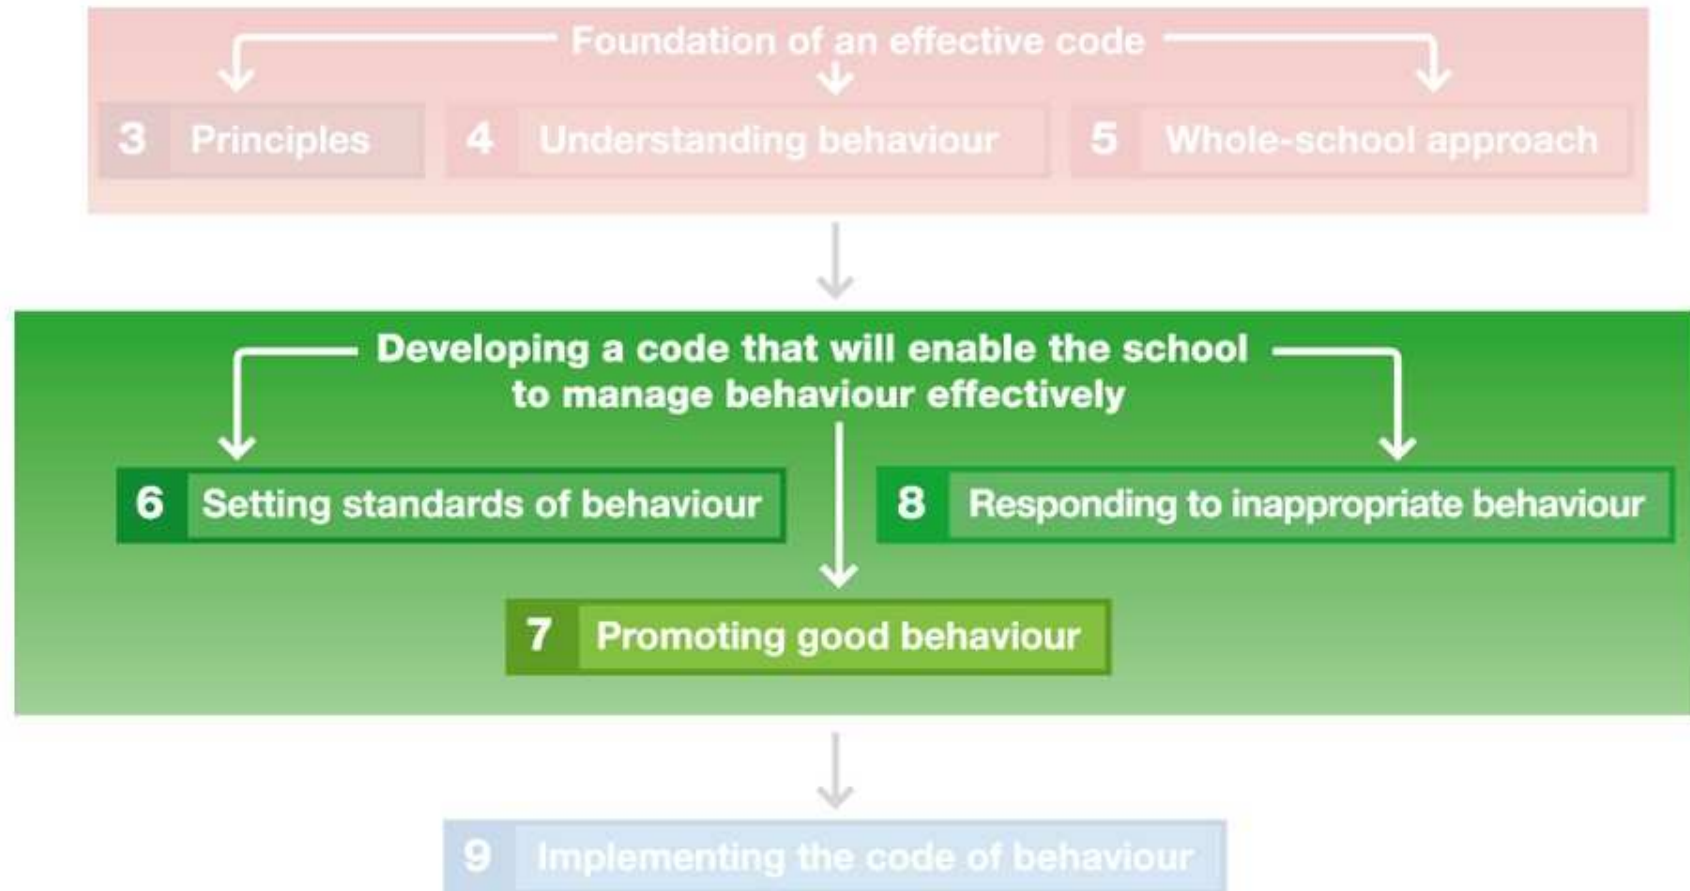 Foundation of an effective code
3 Principles
4 Understanding behaviour
5 Whole-school approach
Developing a code that will enable the school
to manage behaviour effectively
6 Setting standards of behaviour
8 Responding to inappropriate behaviour
7 Promoting good behaviour
9 Implementing the code of behaviour